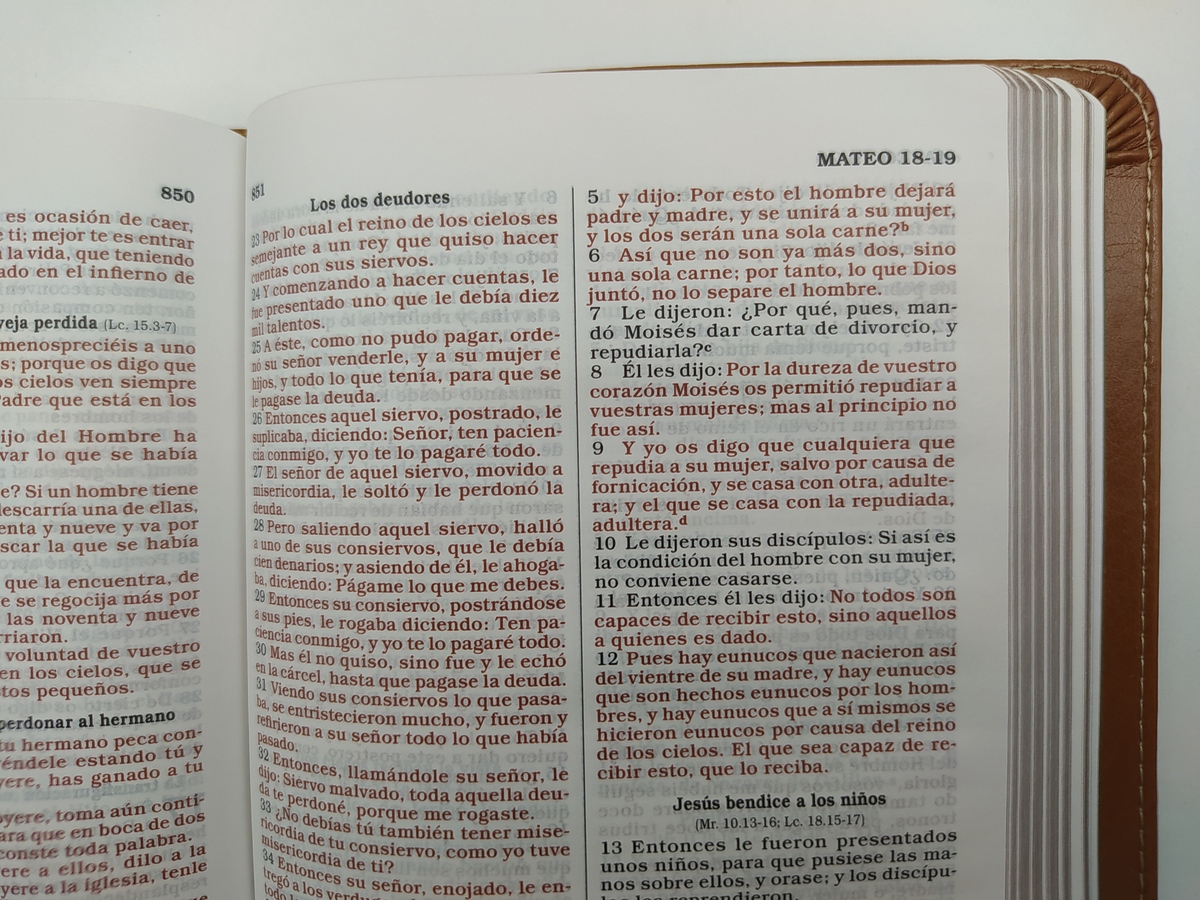 850
es ocasión de caer,
ti; mejor te es entrar
la vida, que teniendo
ado en el infierno de
veja perdida (Lc. 15.3-7)
menospreciéis a uno
s; porque os digo que
os cielos ven siempre
Padre que está en los
ijo del Hombre ha
var lo que se había
e? Si un hombre tiene
descarría una de ellas,
enta y nueve y va por
scar la que se había
que la encuentra, de
e se regocija más por
las noventa y nueve
rriaron.
voluntad de vuestro
en los cielos, que se
tos pequeños.
perdonar al hermano
tu hermano peca con-
réndele estando tú y
yere, has ganado a tu
oyere, toma aún conti-
ara que en boca de dos
conste toda palabra.
ere a ellos, dilo a la
yere a la iglesia, tenle
851
Los dos deudores
23 Por lo cual el reino de los cielos es
semejante a un rey que quiso hacer
cuentas con sus siervos.
24 Y comenzando a hacer cuentas, le
fue presentado uno que le debía diez
mil talentos.
25 A éste, como no pudo pagar, orde-
nó su señor venderle, y a su mujer e
hijos, y todo lo que tenía, para que se
le pagase la deuda.
26 Entonces aquel siervo, postrado, le
suplicaba, diciendo: Señor, ten pacien-
cia conmigo, y yo te lo pagaré todo.
27 El señor de aquel siervo, movido a
misericordia, le soltó y le perdonó la
deuda.
28 Pero saliendo aquel siervo, halló
a uno de sus consiervos, que le debía
cien denarios; y asiendo de él, le ahoga-
ba, diciendo: Págame lo que me debes.
29 Entonces su consiervo, postrándose
a sus pies, le rogaba diciendo: Ten pa-
ciencia conmigo, y yo te lo pagaré todo.
30 Mas él no quiso, sino fue y le echó
en la cárcel, hasta que pagase la deuda.
31 Viendo sus consiervos lo que pasa-
ba, se entristecieron mucho, y fueron y
refirieron a su señor todo lo que había
pasado.
32 Entonces, llamándole su señor, le
dijo: Siervo malvado, toda aquella deu-
da te perdoné, porque me rogaste.
33 ¿No debías tú también tener mise-
ricordia de tu consiervo, como yo tuve
misericordia de ti?
34 Entonces su señor, enojado, le en-
tregó a los verdugos
todo
MATEO 18-19
5 y dijo: Por esto el hombre dejará
padre y madre, y se unirá a su mujer,
y los dos serán una sola carne?b
6 Así que no son ya más dos, sino
una sola carne; por tanto, lo que Dios
juntó, no lo separe el hombre.
7 Le dijeron: ¿Por qué, pues, man-
dó Moisés dar carta de divorcio, y
repudiarla?c
8 Él les dijo: Por la dureza de vuestro
corazón Moisés os permitió repudiar a
vuestras mujeres; mas al principio no
fue así.
9 Y yo os digo que cualquiera que
repudia a su mujer, salvo por causa de
fornicación, y se casa con otra, adulte-
ra; y el que se casa con la repudiada,
adultera.d
10 Le dijeron sus discípulos: Si así es
la condición del hombre con su mujer,
no conviene casarse.
11 Entonces él les dijo: No todos son
capaces de recibir esto, sino aquellos
a quienes es dado.
12 Pues hay eunucos que nacieron así
del vientre de su madre, y hay eunucos
que son hechos eunucos por los hom-
bres, y hay eunucos que a sí mismos se
hicieron eunucos por causa del reino
de los cielos. El que sea capaz de re-
cibir esto, que lo reciba.
Jesús bendice a los niños
(Mr. 10.13-16; Lc. 18.15-17)
13 Entonces le fueron presentados
unos niños, para que pusiese las ma-
nos sobre ellos, y orase; y los discípu-
los les reprendieron.